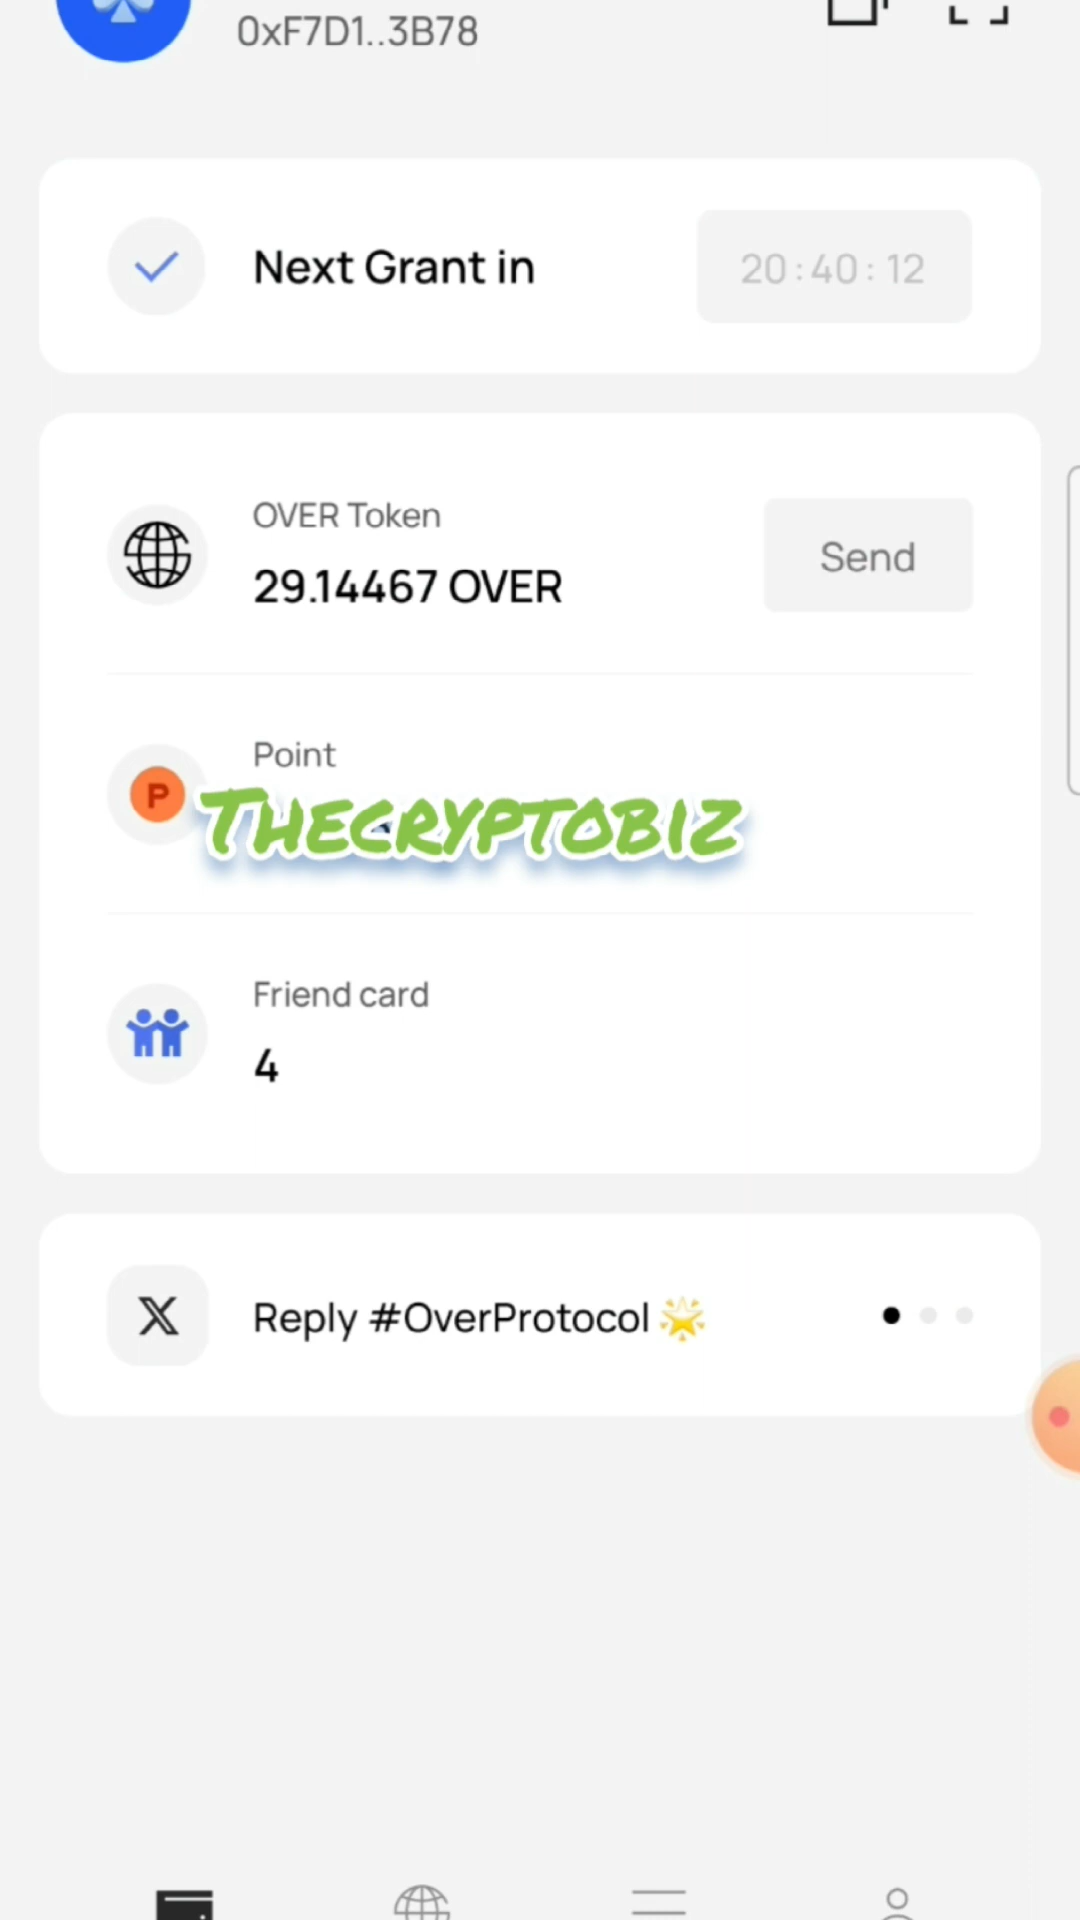 0xF7D1..3B78
Next Grant in
20:40:12
OVER Token
29.14467 OVER
Send
Point
P
Thecryptobiz
Friend card
4
X
Reply #OverProtocol 🌟